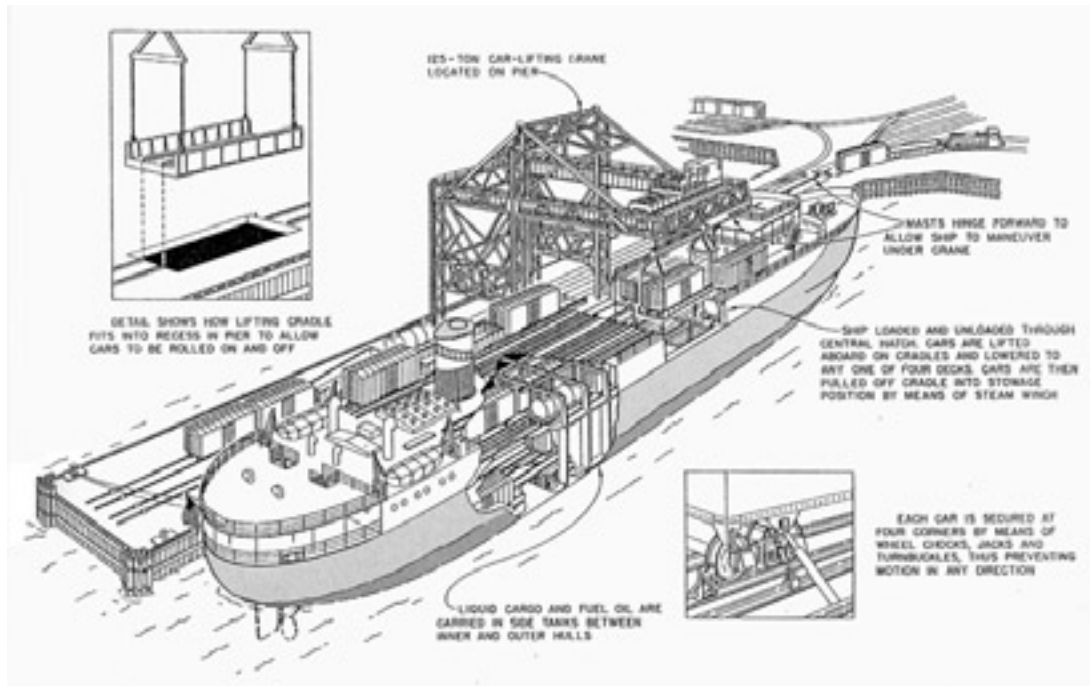 125-TON CAR-LIFTING CRANE
LOCATED ON PIER
MASTS HINGE FORWARD TO
ALLOW SHIP TO MANEUVER
UNDER CRANE
DETAIL SHOWS HOW LIFTING CRADLE
FITS INTO RECESS IN PIER TO ALLOW
CARS TO BE ROLLED ON AND OFF
SHIP LOADED AND UNLOADED THROUGH
CENTRAL HATCH. CARS ARE LIFTED
ABOARD ON CRADLES AND LOWERED TO
ANY ONE OF FOUR DECKS. CARS ARE THEN
PULLED OFF CRADLE INTO STOWAGE
POSITION BY MEANS OF STEAM WINCH
EACH CAR IS SECURED AT
FOUR CORNERS BY MEANS OF
WHEEL CHOCKS, JACKS AND
TURNBUCKLES, THUS PREVENTING
MOTION IN ANY DIRECTION
LIQUID CARGO AND FUEL OIL ARE
CARRIED IN SIDE TANKS BETWEEN
INNER AND OUTER HULLS